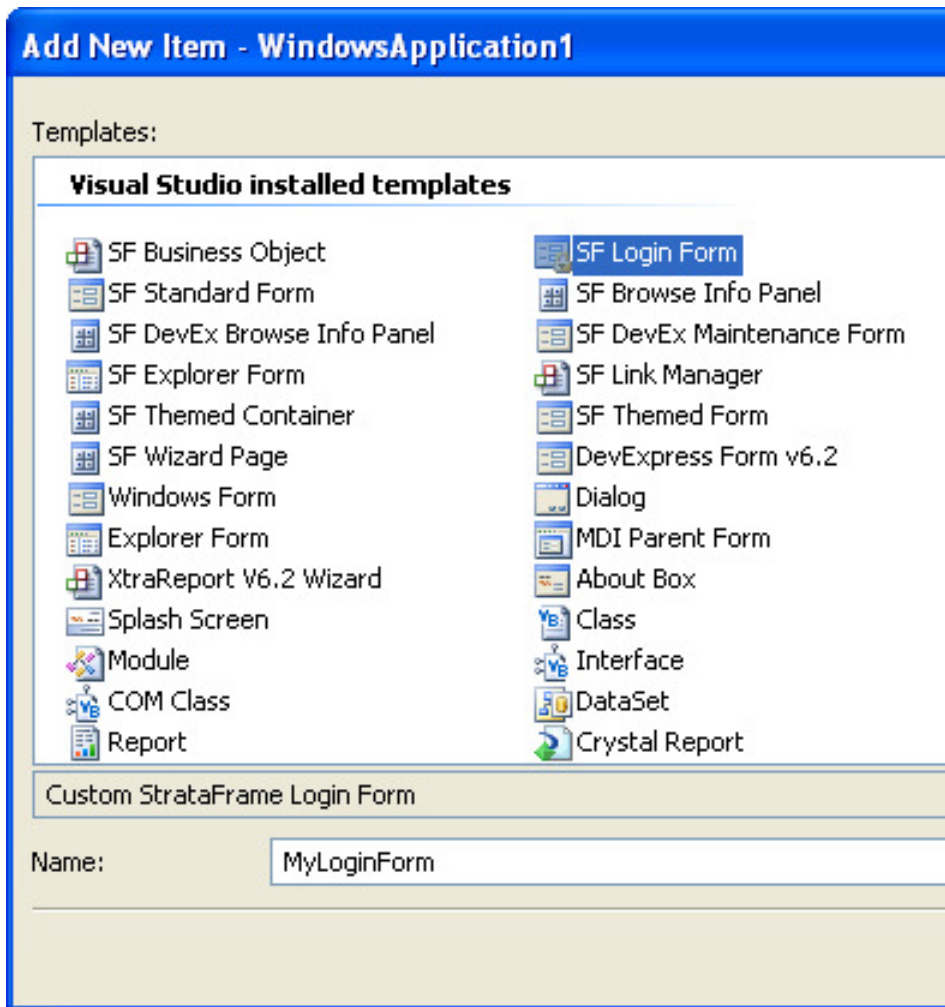 Add New Item - WindowsApplication1
Templates:
Visual Studio installed templates
SF Business Object
SF Login Form
SF Standard Form
SF Browse Info Panel
SF DevEx Browse Info Panel
SF DevEx Maintenance Form
SF Explorer Form
SF Link Manager
SF Themed Container
SF Themed Form
SF Wizard Page
DevExpress Form v6.2
Windows Form
Dialog
Explorer Form
MDI Parent Form
XtraReport V6.2 Wizard
About Box
Splash Screen
Class
Module
Interface
COM Class
DataSet
Report
Crystal Report
Custom StrataFrame Login Form
Name:
MyLoginForm